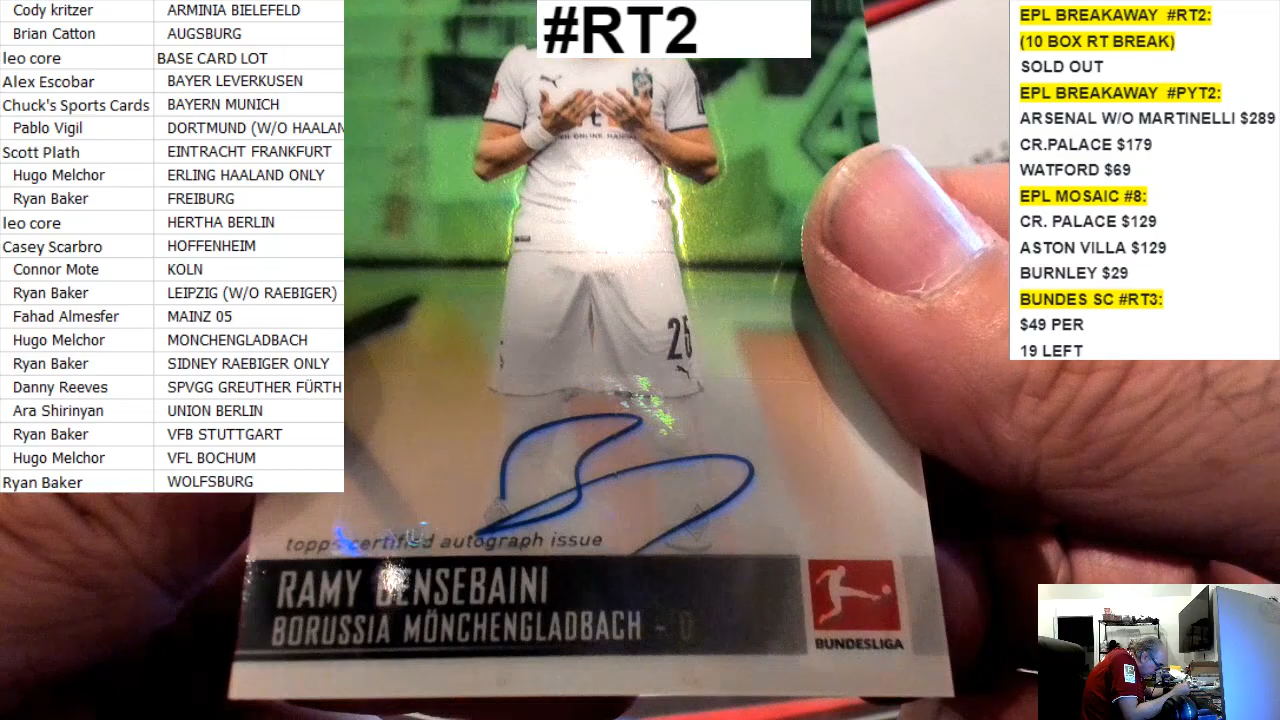 #RT2
Cody kritzer ARMINIA BIELEFELD
Brian Catton AUGSBURG
leo core BASE CARD LOT
Alex Escobar BAYER LEVERKUSEN
Chuck's Sports Cards BAYERN MUNICH
Pablo Vigil DORTMUND (W/O HAALAN
Scott Plath EINTRACHT FRANKFURT
Hugo Melchor ERLING HAALAND ONLY
Ryan Baker FREIBURG
leo core HERTHA BERLIN
Casey Scarbro HOFFENHEIM
Connor Mote KOLN
Ryan Baker LEIPZIG (W/O RAEBIGER)
Fahad Almesfer MAINZ 05
Hugo Melchor MONCHENGLADBACH
Ryan Baker SIDNEY RAEBIGER ONLY
Danny Reeves SPVGG GREUTHER FÜRTH
Ara Shirinyan UNION BERLIN
Ryan Baker VFB STUTTGART
Hugo Melchor VFL BOCHUM
Ryan Baker WOLFSBURG
25
topps certified autograph issue
RAMY BENSEBAINI
BORUSSIA MÖNCHENGLADBACH - D
BUNDESLIGA
EPL BREAKAWAY #RT2:
(10 BOX RT BREAK)
SOLD OUT
EPL BREAKAWAY #PYT2:
ARSENAL W/O MARTINELLI $289
CR.PALACE $179
WATFORD $69
EPL MOSAIC #8:
CR. PALACE $129
ASTON VILLA $129
BURNLEY $29
BUNDES SC #RT3:
$49 PER
19 LEFT